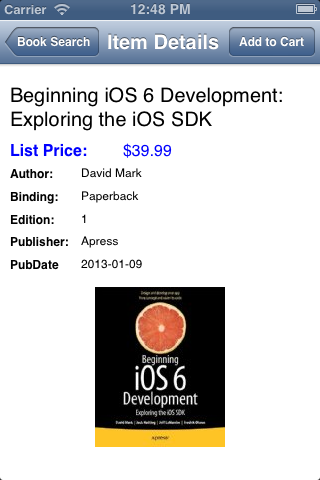 Carrier 12:48 PM
Book Search Item Details Add to Cart
Beginning iOS 6 Development:
Exploring the iOS SDK
List Price: $39.99
Author: David Mark
Binding: Paperback
Edition: 1
Publisher: Apress
PubDate 2013-01-09
Beginning
iOS 6
Development
Exploring the iOS SDK
Apress